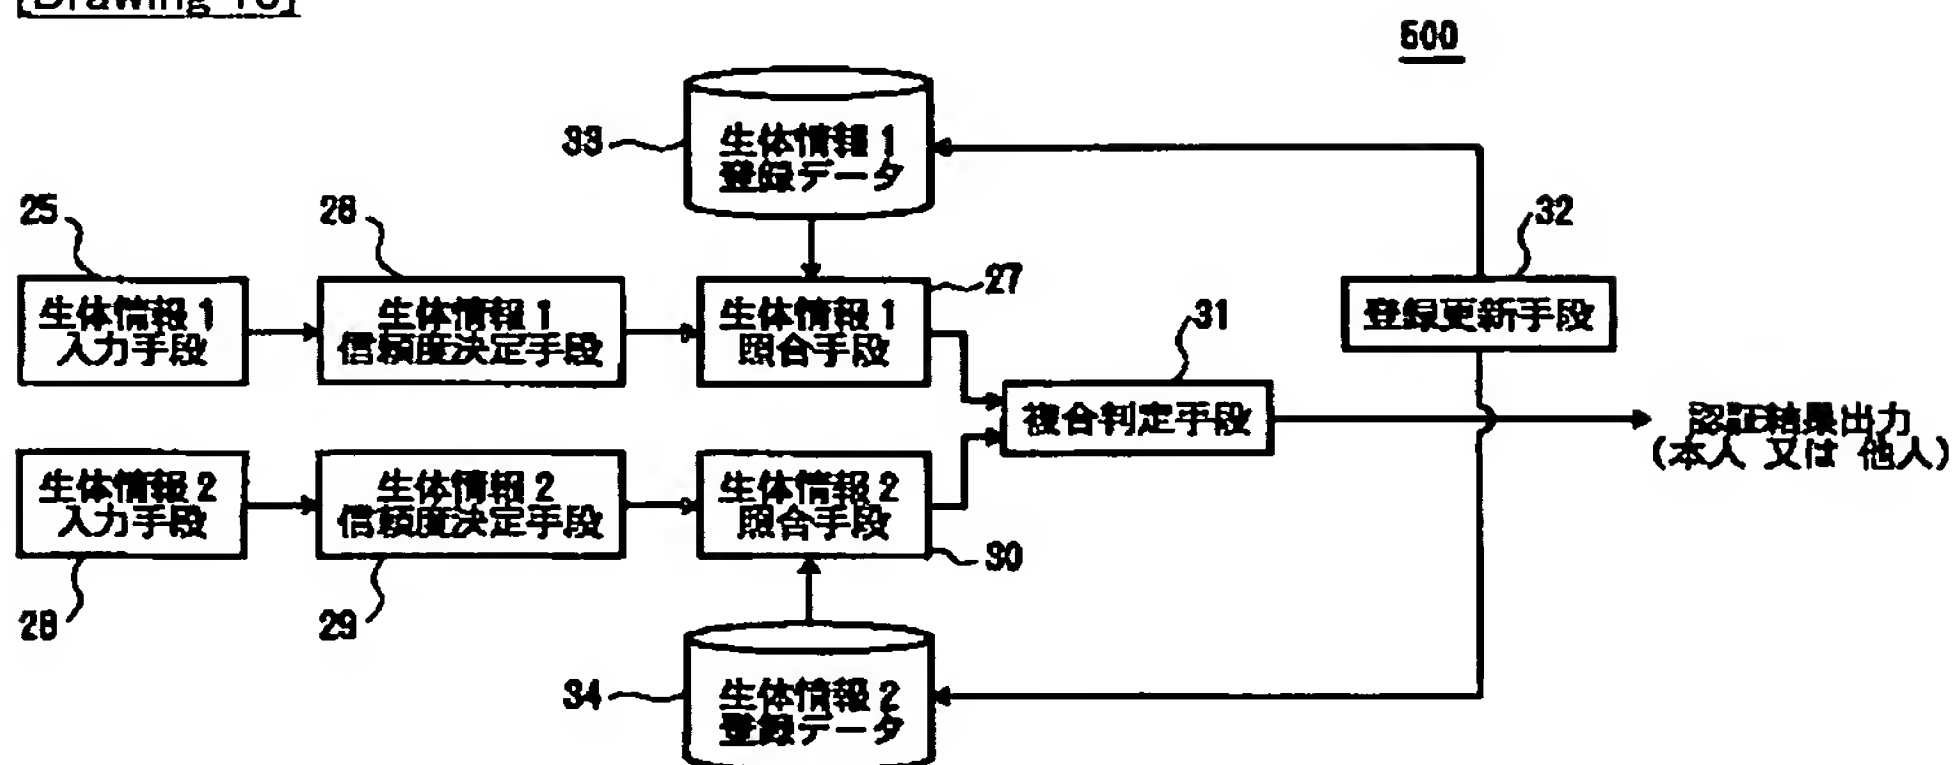 [Drawing
500
33
生体情報1
登録データ
25
26
27
32
生体情報1
入力手段
生体情報1
信頼度決定手段
生体情報1
照合手段
31
登録更新手段
複合判定手段
認証結果出力
(本人 又は 他人)
生体情報2
入力手段
生体情報2
信頼度決定手段
生体情報2
照合手段
28
29
30
34
生体情報2
登録データ